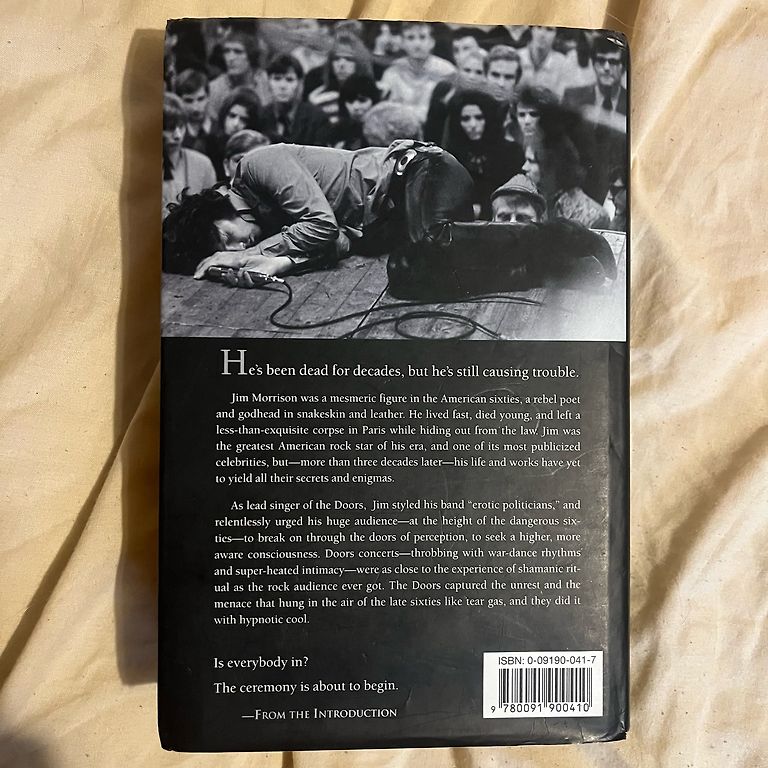 He's been dead for decades, but he's still causing trouble.
Jim Morrison was a mesmeric figure in the American sixties, a rebel poet
and godhead in snakeskin and leather. He lived fast, died young, and left a
less-than-exquisite corpse in Paris while hiding out from the law. Jim was
the greatest American rock star of his era, and one of its most publicized
celebrities, but—more than three decades later—his life and works have yet
to yield all their secrets and enigmas.
As lead singer of the Doors, Jim styled his band “erotic politicians,” and
relentlessly urged his huge audience—at the height of the dangerous six-
ties—to break on through the doors of perception, to seek a higher, more
aware consciousness. Doors concerts—throbbing with war-dance rhythms
and super-heated intimacy—were as close to the experience of shamanic rit-
ual as the rock audience ever got. The Doors captured the unrest and the
menace that hung in the air of the late sixties like tear gas, and they did it
with hypnotic cool.
Is everybody in?
The ceremony is about to begin.
—From the Introduction
ISBN: 0-09190-041-7
9 780091 900410